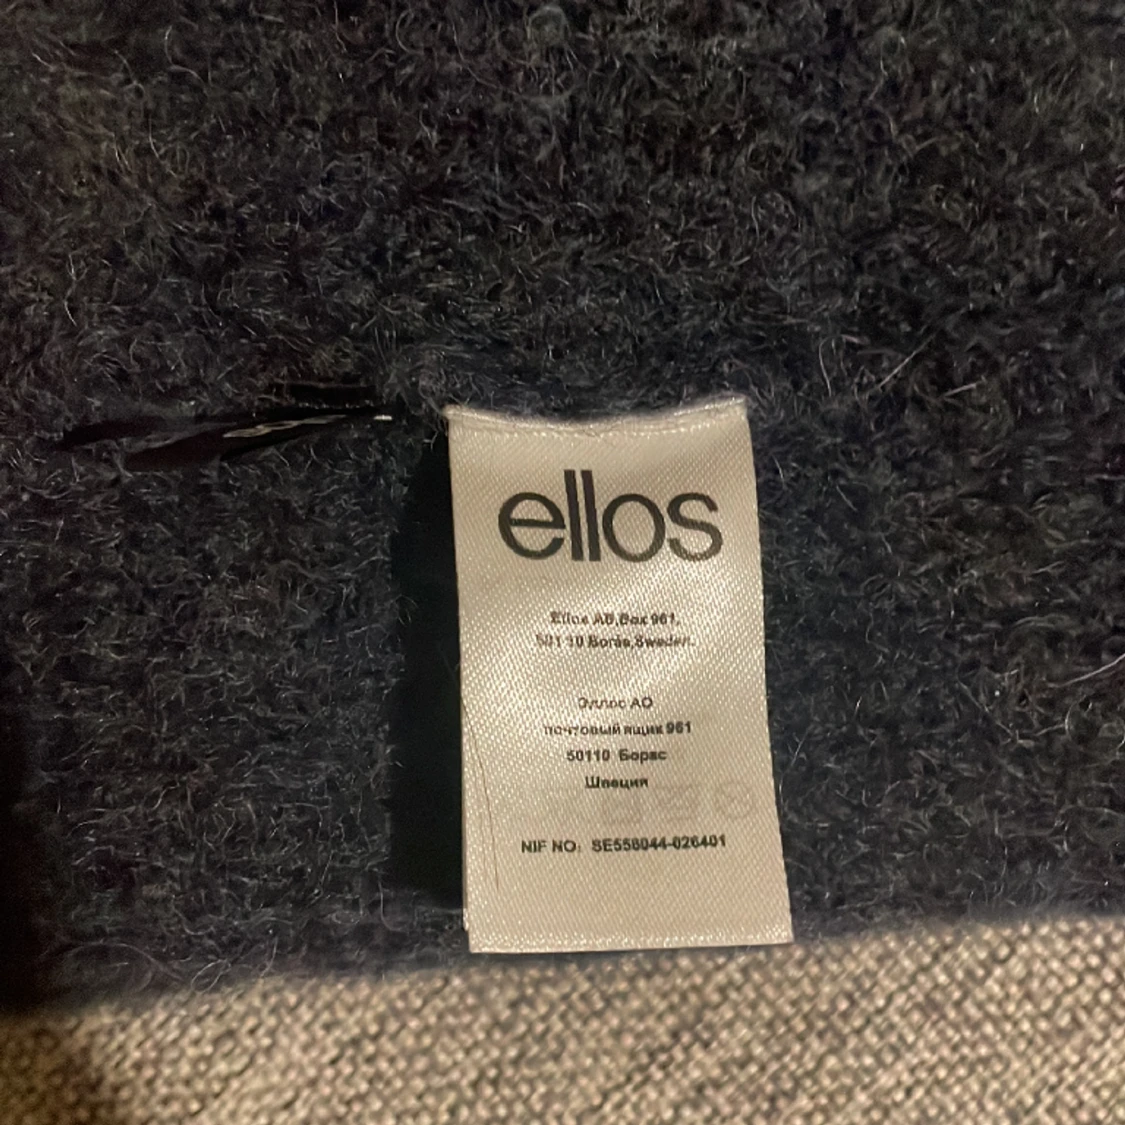 ellos
Ellos AB,Box 961,
501 10 Borås,Sweden.
Эллос АО
почтовый ящик 961
50110 Борас
Швеция
NIF NO: SE556044-026401